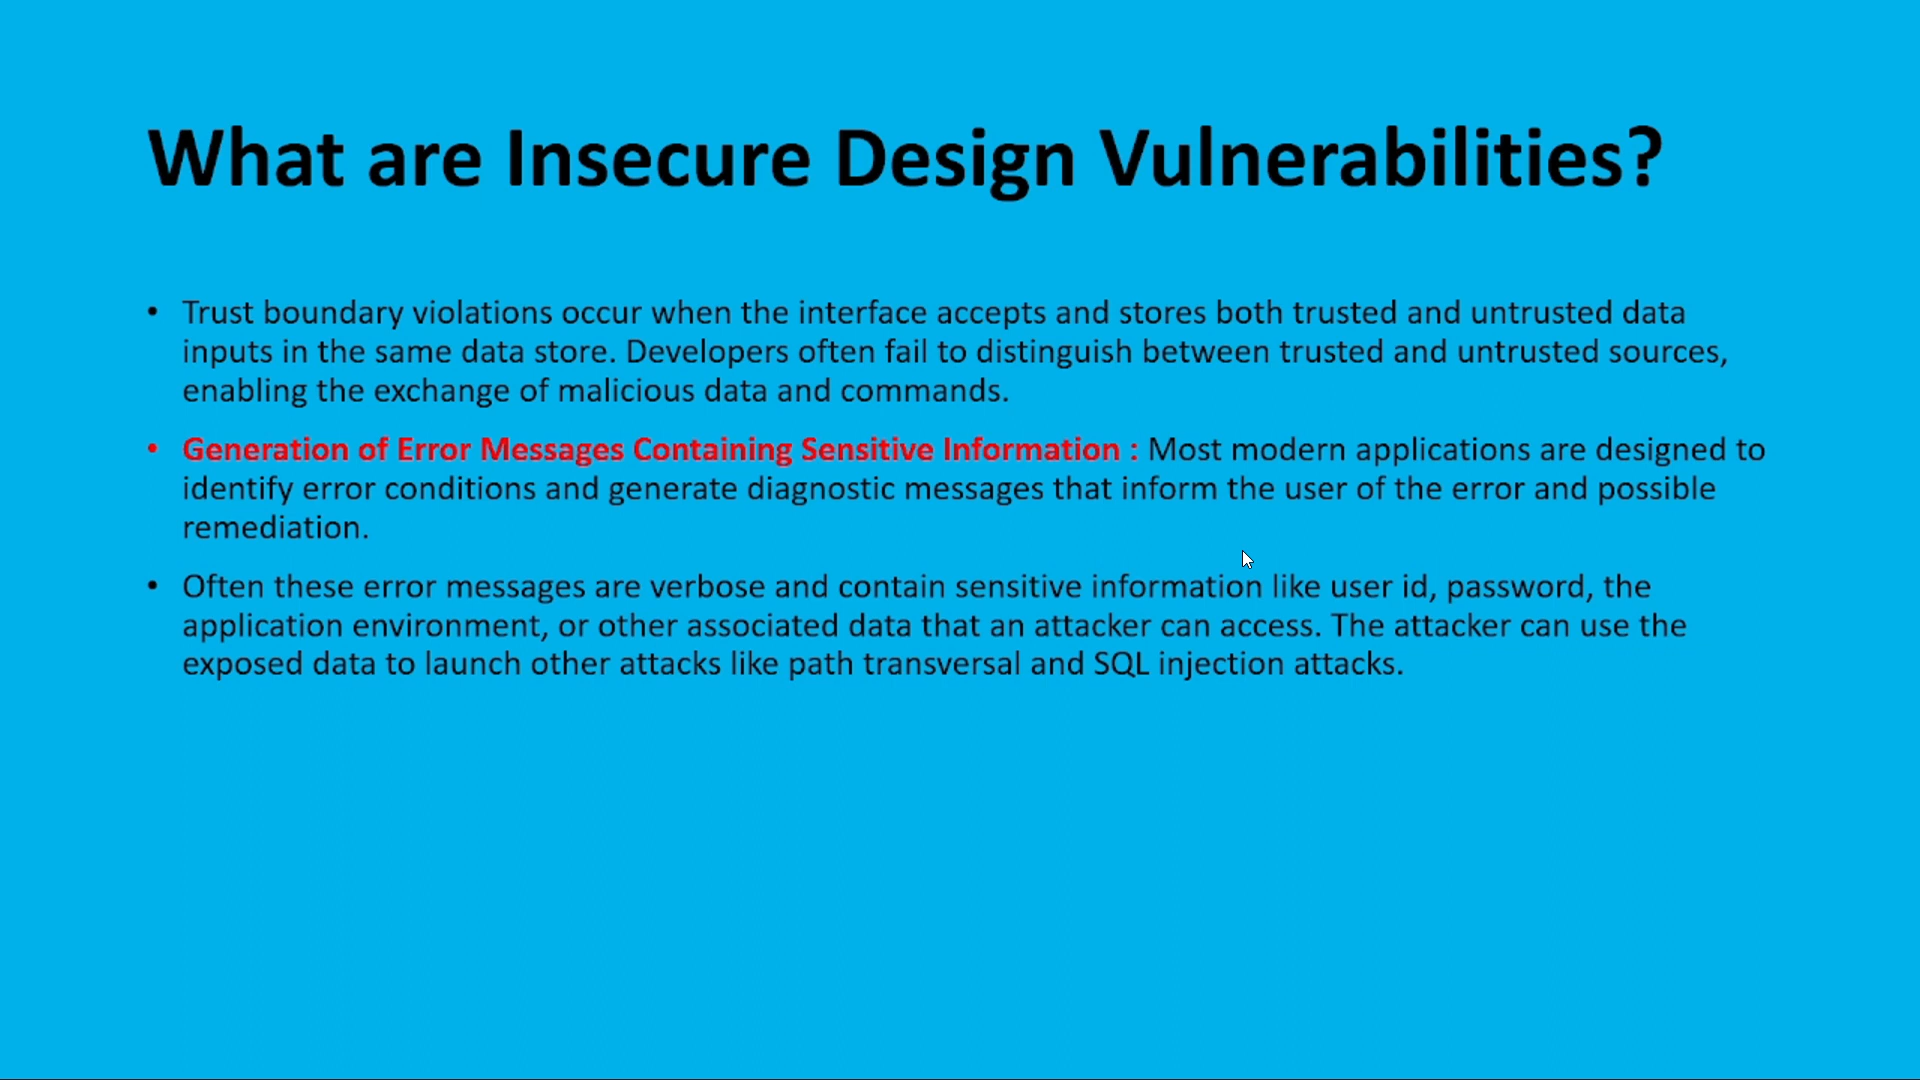 What are Insecure Design Vulnerabilities?
• Trust boundary violations occur when the interface accepts and stores both trusted and untrusted data
inputs in the same data store. Developers often fail to distinguish between trusted and untrusted sources,
enabling the exchange of malicious data and commands.
• Generation of Error Messages Containing Sensitive Information : Most modern applications are designed to
identify error conditions and generate diagnostic messages that inform the user of the error and possible
remediation.
• Often these error messages are verbose and contain sensitive information like user id, password, the
application environment, or other associated data that an attacker can access. The attacker can use the
exposed data to launch other attacks like path transversal and SQL injection attacks.